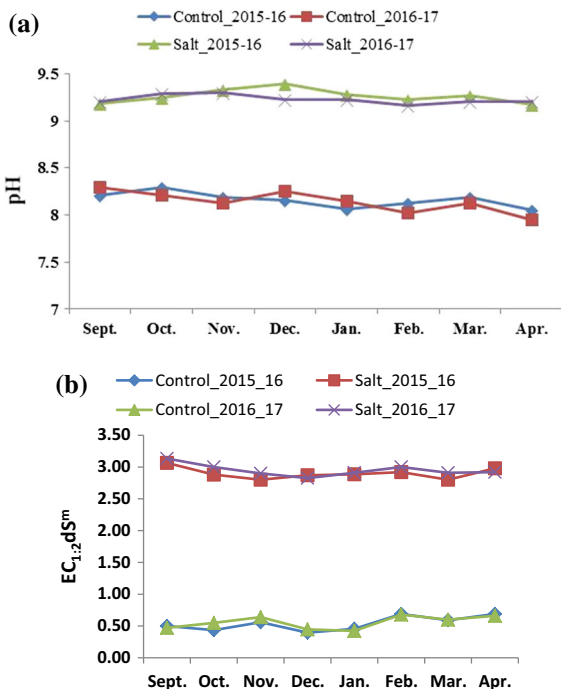 (a)
Control_2015-16 Control_2016-17
Salt_2015-16 Salt_2016-17
9.5
9
8.5
8
7.5
7
pH
Sept. Oct. Nov. Dec. Jan. Feb. Mar. Apr.
(b)
Control_2015_16 Salt_2015_16
Control_2016_17 Salt_2016_17
3.50
3.00
2.50
2.00
1.50
1.00
0.50
0.00
EC1:2dSm
Sept. Oct. Nov. Dec. Jan. Feb. Mar. Apr.